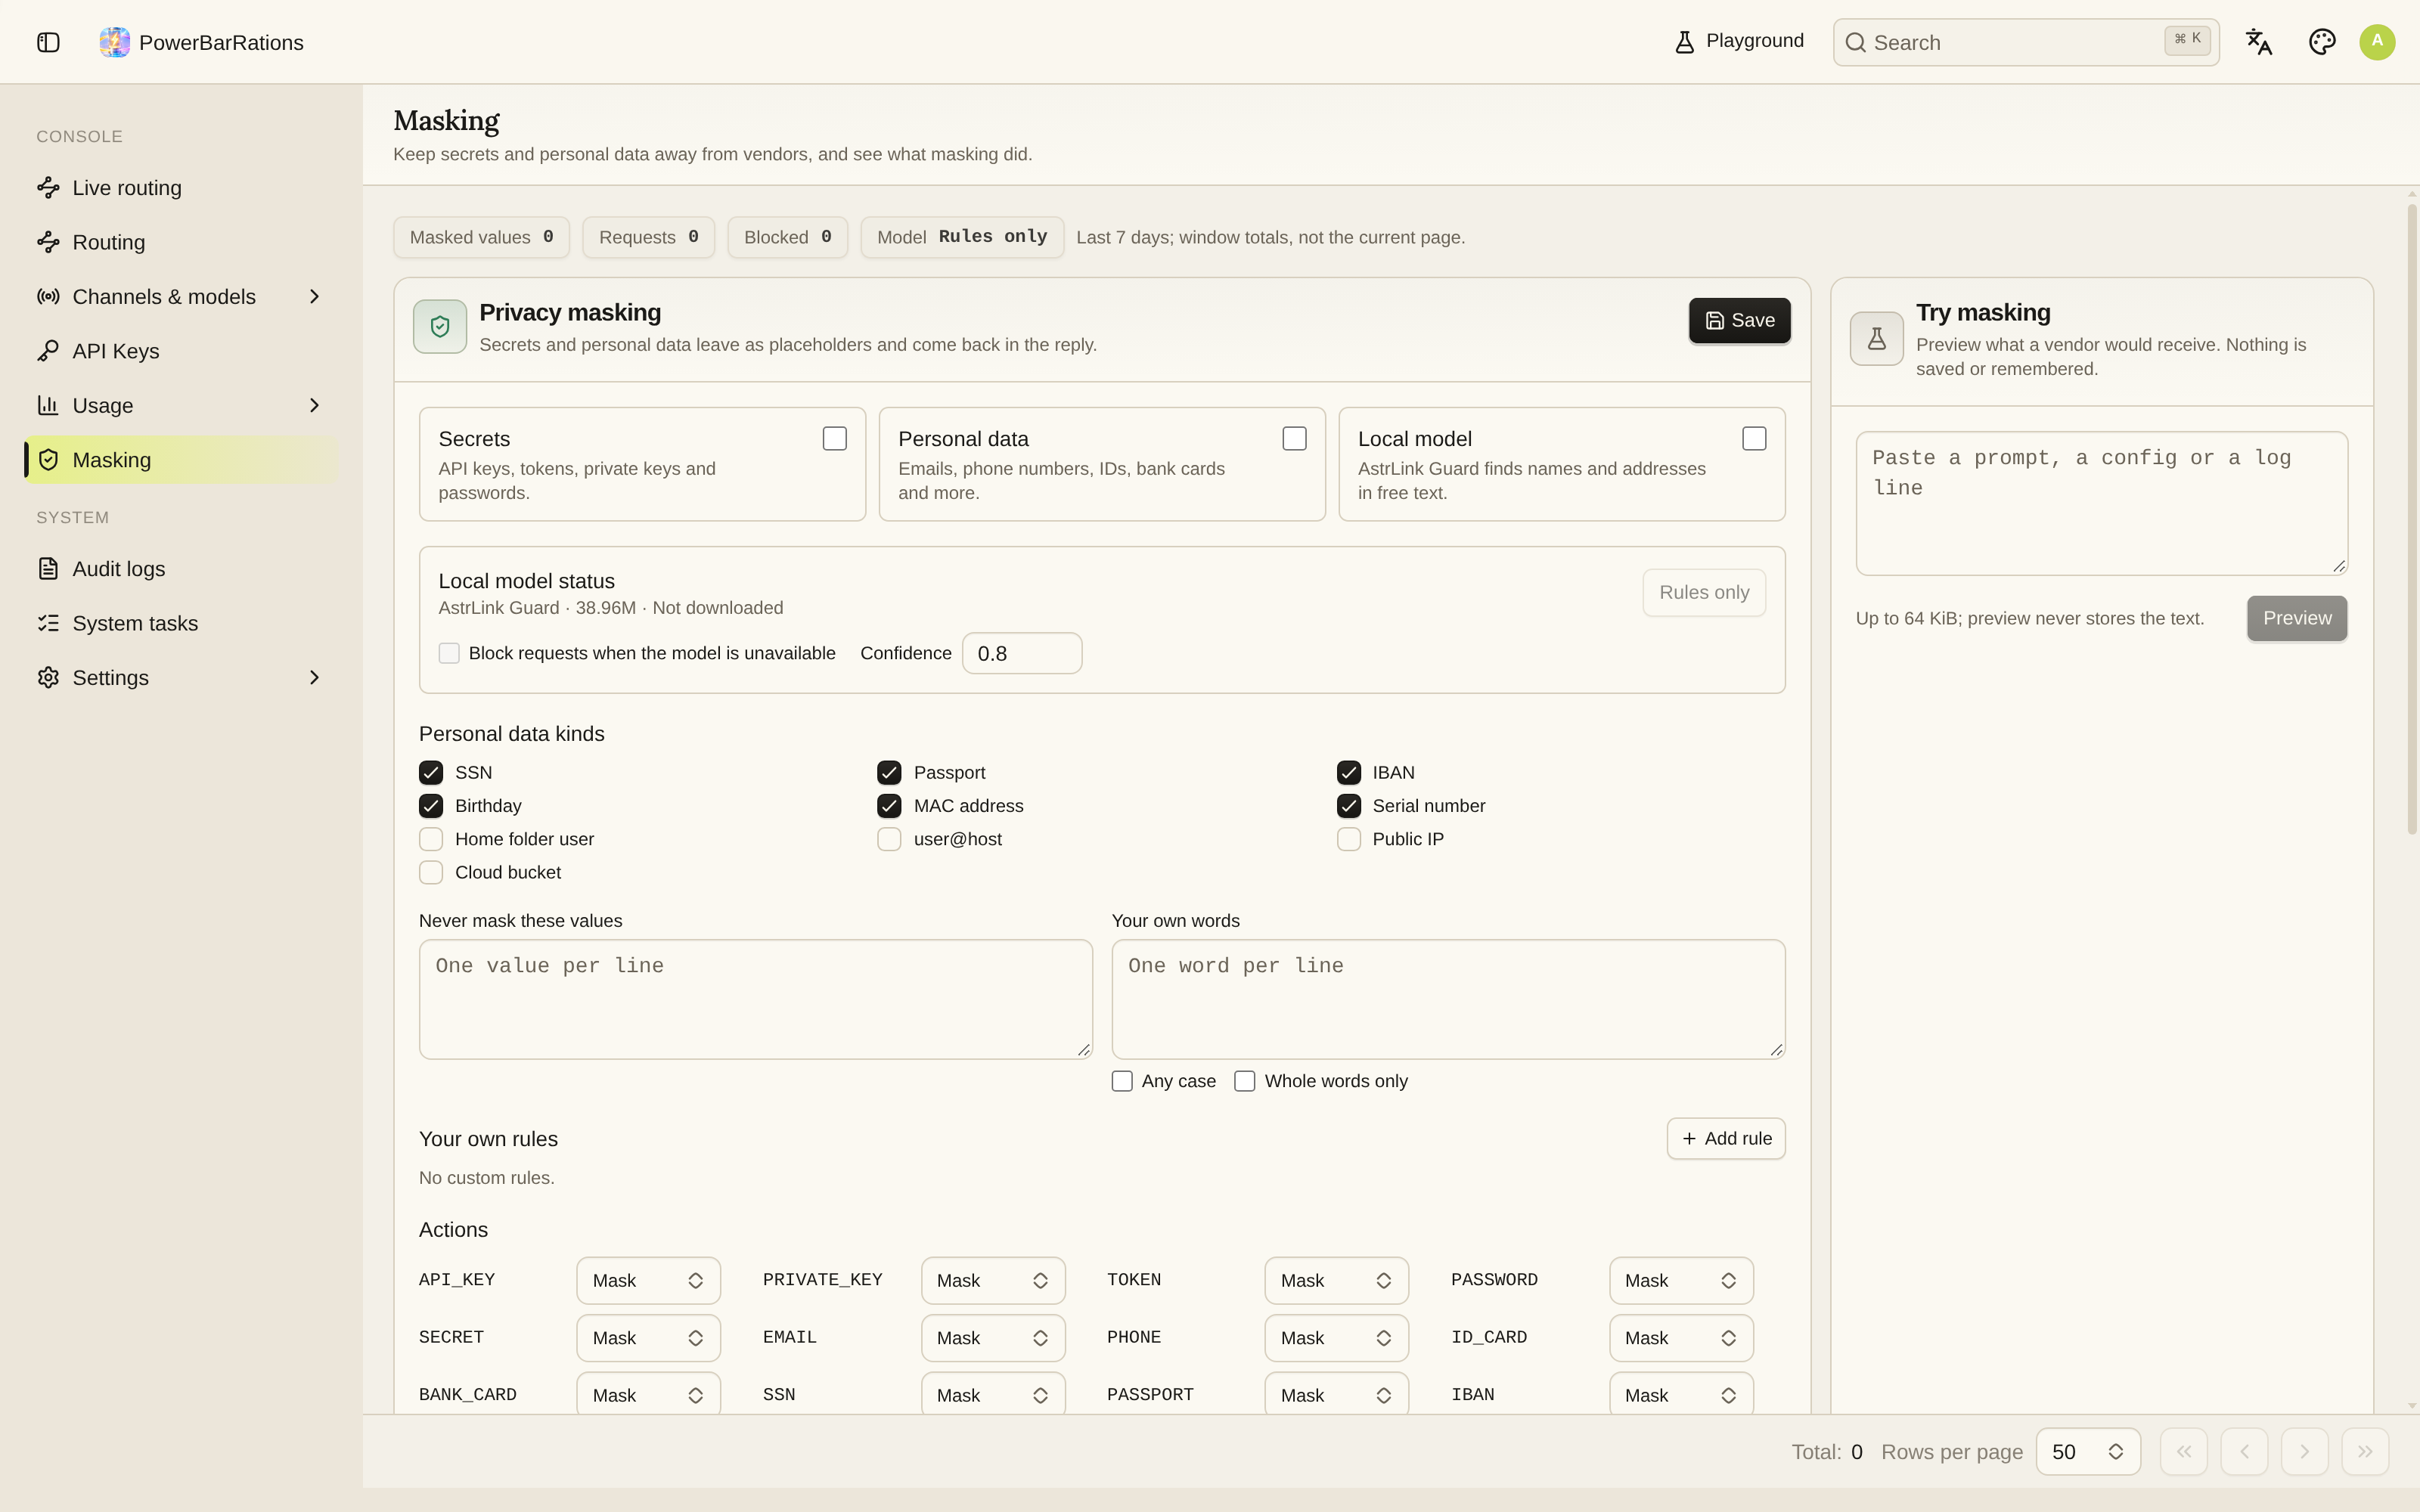 PowerBarRations
Playground
Search
⌘ K
A
CONSOLE
Live routing
Routing
Channels & models
API Keys
Usage
Masking
SYSTEM
Audit logs
System tasks
Settings
Masking
Keep secrets and personal data away from vendors, and see what masking did.
Masked values 0
Requests 0
Blocked 0
Model Rules only
Last 7 days; window totals, not the current page.
Privacy masking
Secrets and personal data leave as placeholders and come back in the reply.
Save
Secrets
API keys, tokens, private keys and
passwords.
Personal data
Emails, phone numbers, IDs, bank cards
and more.
Local model
AstrLink Guard finds names and addresses
in free text.
Local model status
AstrLink Guard · 38.96M · Not downloaded
Rules only
Block requests when the model is unavailable
Confidence 0.8
Personal data kinds
SSN
Passport
IBAN
Birthday
MAC address
Serial number
Home folder user
user@host
Public IP
Cloud bucket
Never mask these values
One value per line
Your own words
One word per line
Any case
Whole words only
Your own rules
Add rule
No custom rules.
Actions
API_KEY Mask
PRIVATE_KEY Mask
TOKEN Mask
PASSWORD Mask
SECRET Mask
EMAIL Mask
PHONE Mask
ID_CARD Mask
BANK_CARD Mask
SSN Mask
PASSPORT Mask
IBAN Mask
Try masking
Preview what a vendor would receive. Nothing is
saved or remembered.
Paste a prompt, a config or a log
line
Up to 64 KiB; preview never stores the text.
Preview
Total: 0
Rows per page 50